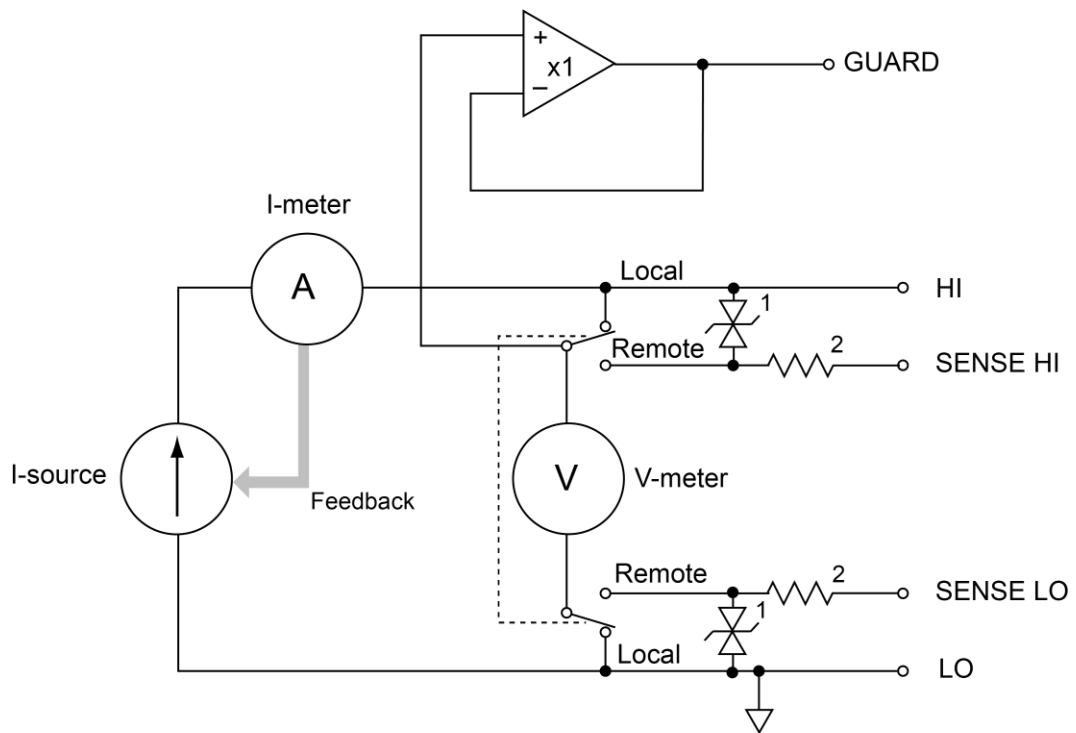 +
x1
−
GUARD
I-meter
A
Local
1
HI
Remote
2
SENSE HI
I-source
Feedback
V
V-meter
Remote
2
SENSE LO
1
Local
LO